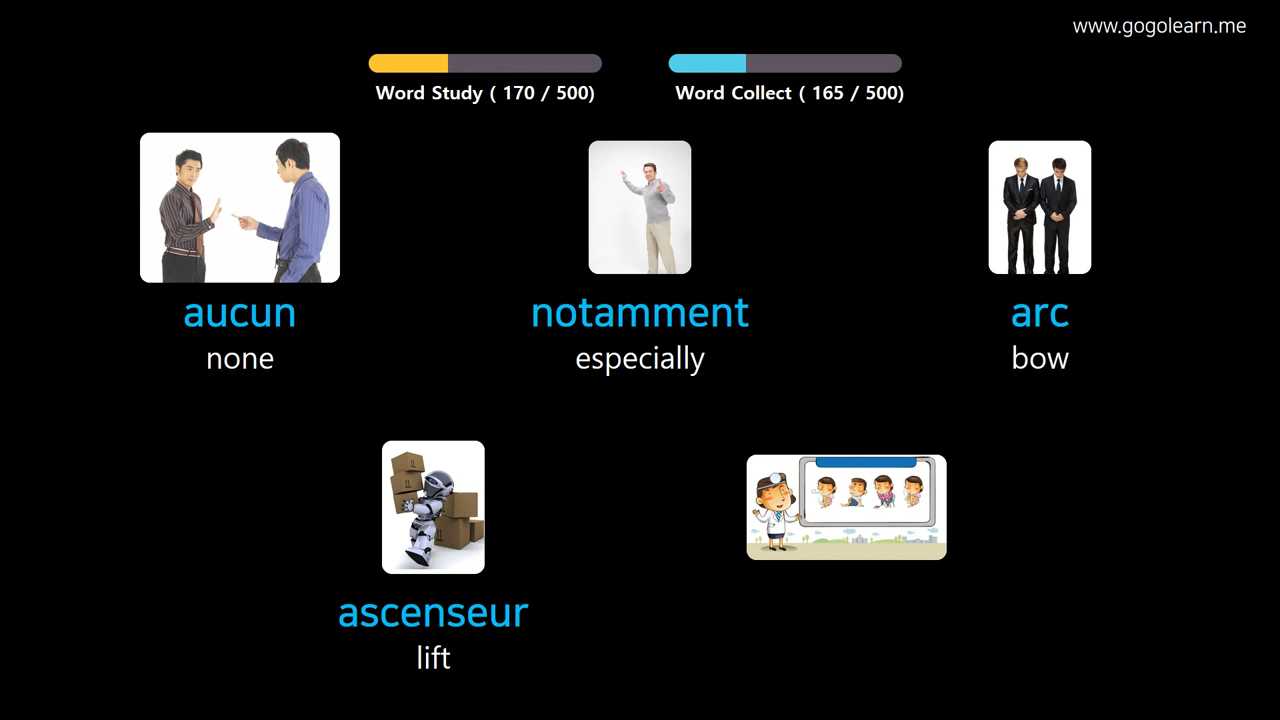 www.gogolearn.me
Word Study ( 170 / 500)
Word Collect ( 165 / 500)
aucun
none
notamment
especially
arc
bow
ascenseur
lift